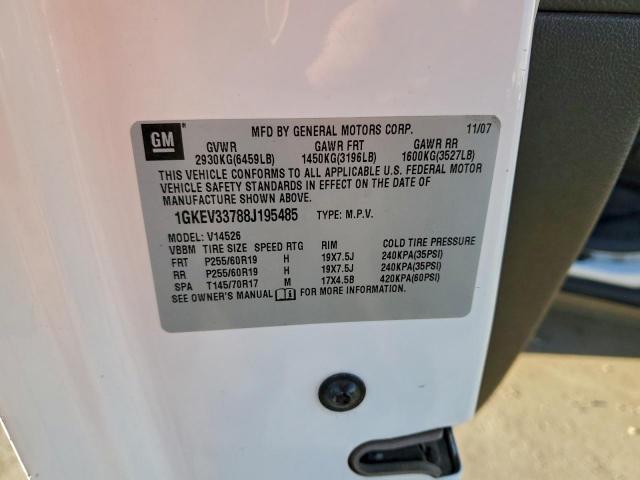 GM
MFD BY GENERAL MOTORS CORP. 11/07
GVWR GAWR FRT GAWR RR
2930KG(6459LB) 1450KG(3196LB) 1600KG(3527LB)
THIS VEHICLE CONFORMS TO ALL APPLICABLE U.S. FEDERAL MOTOR
VEHICLE SAFETY STANDARDS IN EFFECT ON THE DATE OF
MANUFACTURE SHOWN ABOVE.
1GKEV33788J195485 TYPE: M.P.V.
MODEL: V14526
VBBM TIRE SIZE SPEED RTG RIM COLD TIRE PRESSURE
FRT P255/60R19 H 19X7.5J 240KPA(35PSI)
RR P255/60R19 H 19X7.5J 240KPA(35PSI)
SPA T145/70R17 M 17X4.5B 420KPA(60PSI)
SEE OWNER'S MANUAL FOR MORE INFORMATION